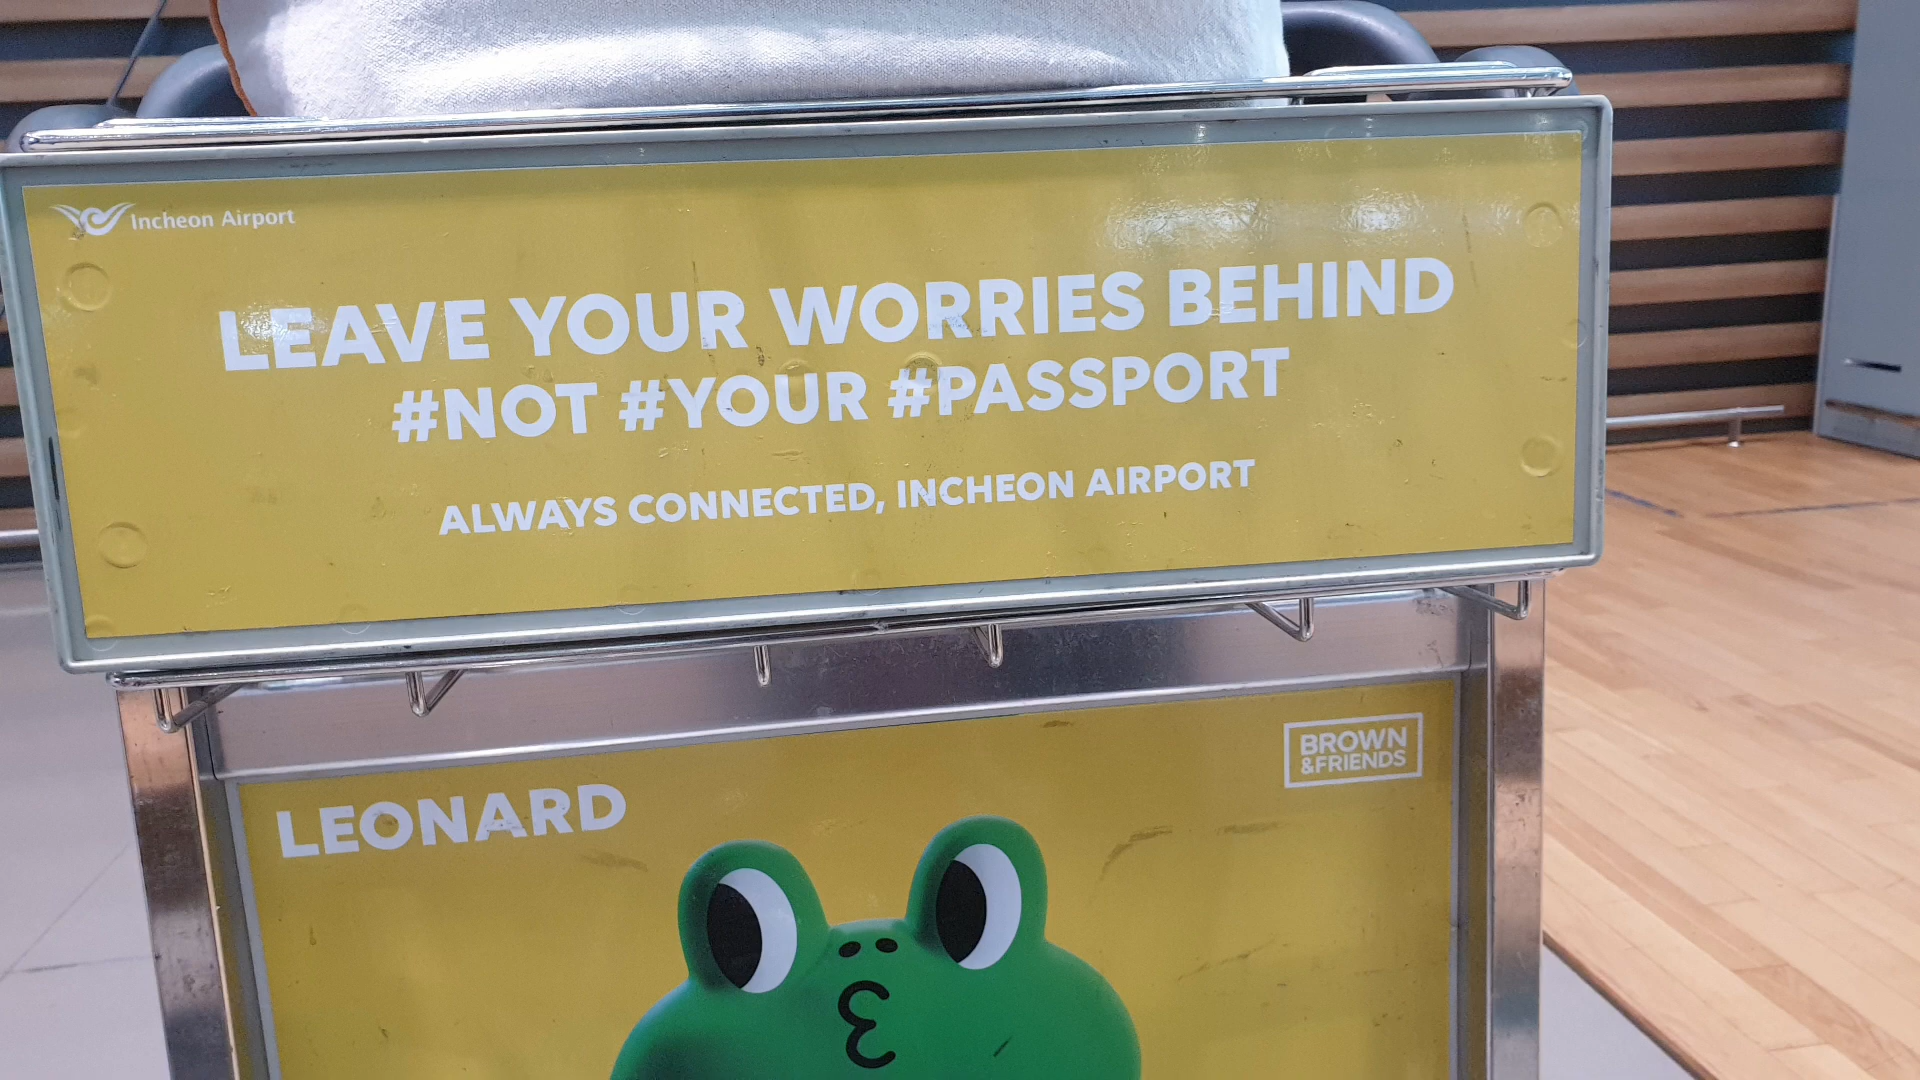 Incheon Airport
LEAVE YOUR WORRIES BEHIND
#NOT #YOUR #PASSPORT
ALWAYS CONNECTED, INCHEON AIRPORT
BROWN
&FRIENDS
LEONARD